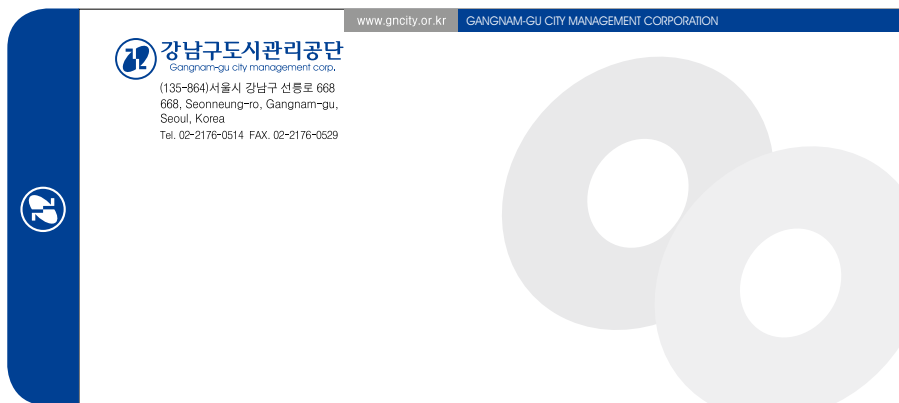 www.gncity.or.kr GANGNAM-GU CITY MANAGEMENT CORPORATION
강남구도시관리공단
Gangnam-gu city management corp.
(135-864)서울시 강남구 선릉로 668
668, Seonneung-ro, Gangnam-gu,
Seoul, Korea
Tel. 02-2176-0514 FAX. 02-2176-0529